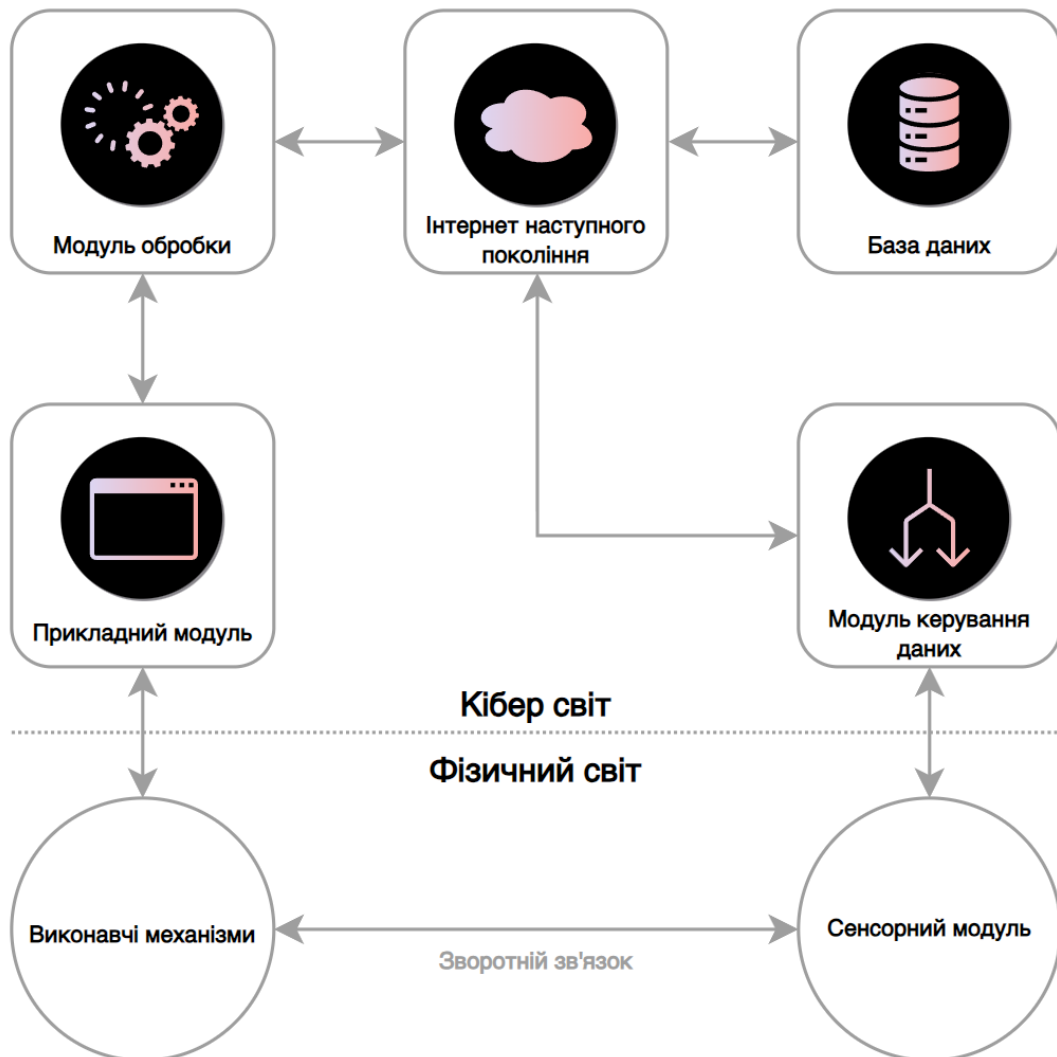 Модуль обробки
Інтернет наступного
покоління
База даних
Прикладний модуль
Модуль керування
даних
Кібер світ
Фізичний світ
Виконавчі механізми
Сенсорний модуль
Зворотній зв'язок